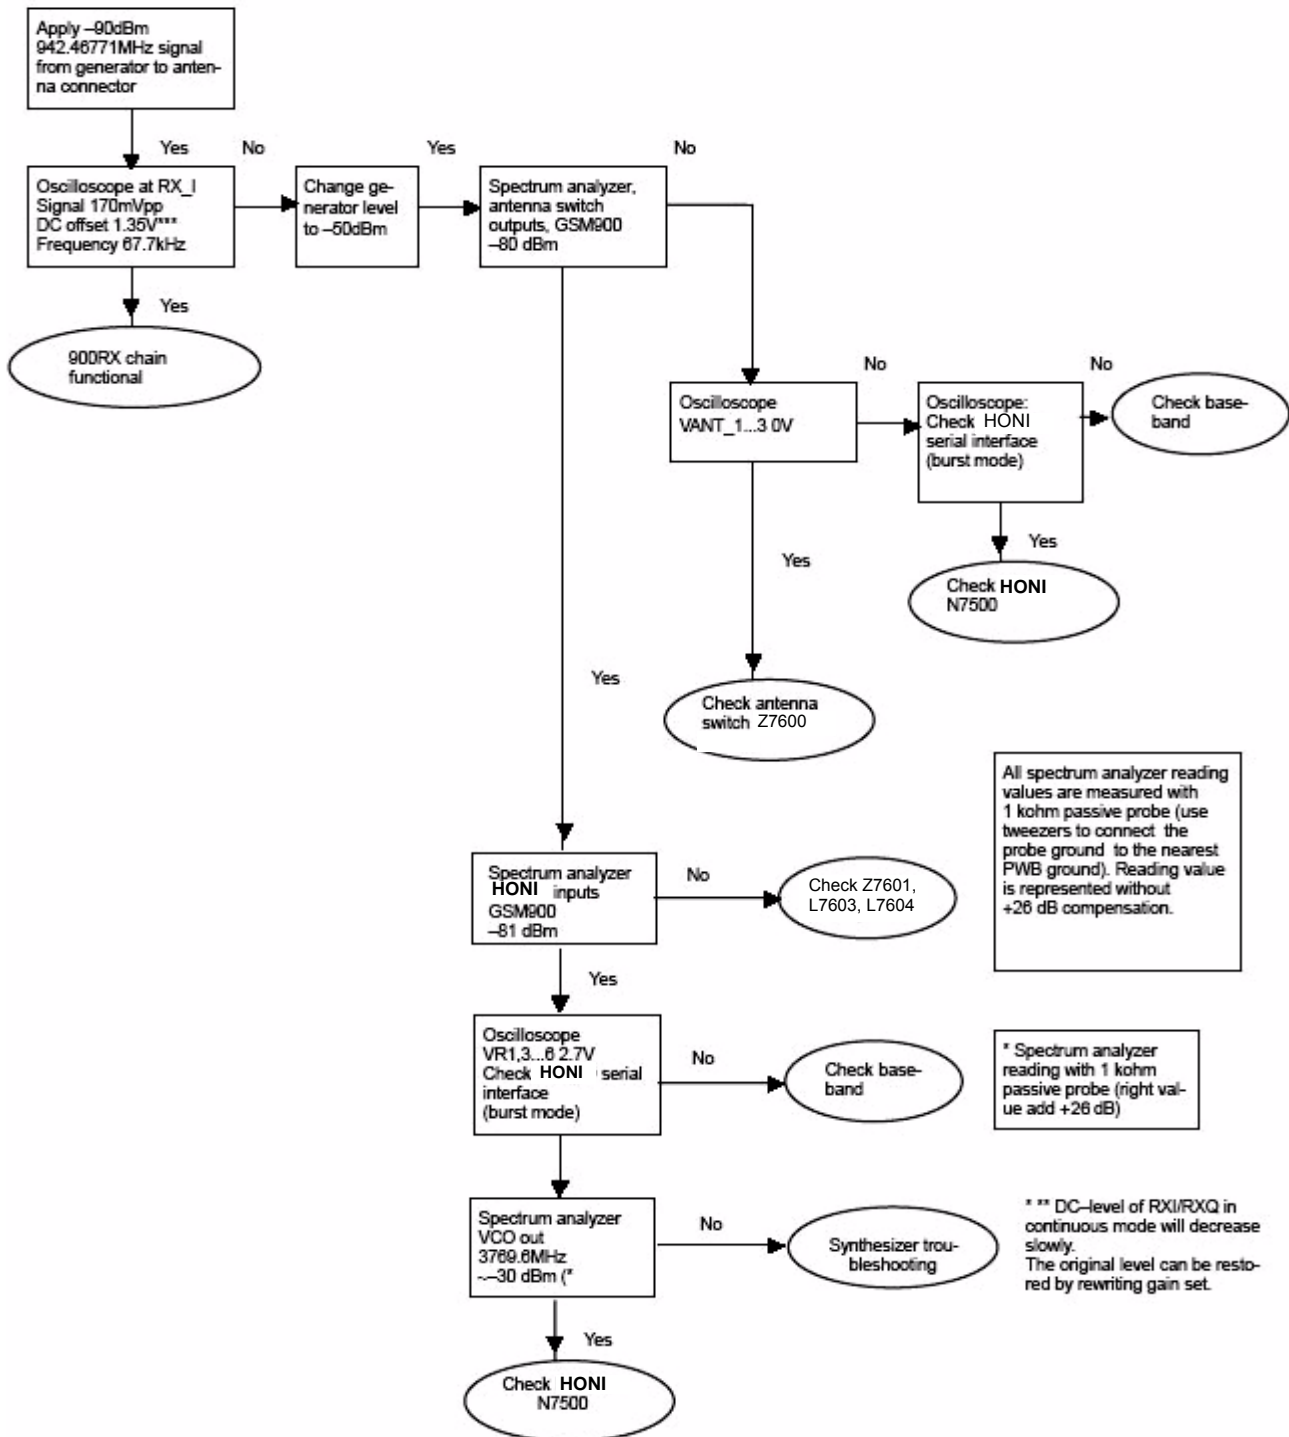 Apply –90dBm
942.46771MHz signal
from generator to anten-
na connector
Yes
No
Yes
No
Oscilloscope at RX_I
Signal 170mVpp
DC offset 1.35V***
Frequency 67.7kHz
Change ge-
nerator level
to –50dBm
Spectrum analyzer,
antenna switch
outputs, GSM900
–80 dBm
Yes
900RX chain
functional
No
No
Oscilloscope
VANT_1...3 0V
Oscilloscope:
Check HONI
serial interface
(burst mode)
Check base-
band
Yes
Yes
Check HONI
N7500
Yes
Check antenna
switch Z7600
All spectrum analyzer reading
values are measured with
1 kohm passive probe (use
tweezers to connect the
probe ground to the nearest
PWB ground). Reading value
is represented without
+26 dB compensation.
Spectrum analyzer
HONI inputs
GSM900
–81 dBm
No
Check Z7601,
L7603, L7604
Yes
Oscilloscope
VR1,3...6 2.7V
Check HONI serial
interface
(burst mode)
No
Check base-
band
* Spectrum analyzer
reading with 1 kohm
passive probe (right val-
ue add +26 dB)
Spectrum analyzer
VCO out
3769.6MHz
~–30 dBm (*
No
Synthesizer trou-
bleshooting
* ** DC–level of RXI/RXQ in
continuous mode will decrease
slowly.
The original level can be resto-
red by rewriting gain set.
Yes
Check HONI
N7500